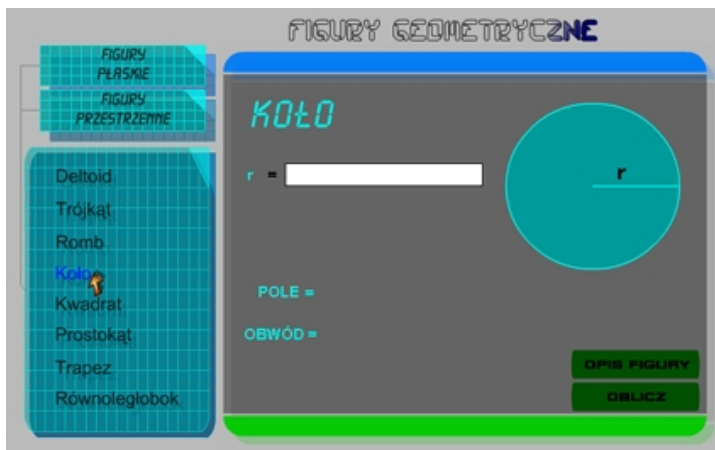 FIGURY GEOMETRYCZNE
FIGURY
PŁASKIE
FIGURY
PRZESTRZENNE
Deltoid
Trójkąt
Romb
Koło
Kwadrat
Prostokąt
Trapez
Równoległobok
KOŁO
r =
r
POLE =
OBWÓD =
OPIS FIGURY
OBLICZ